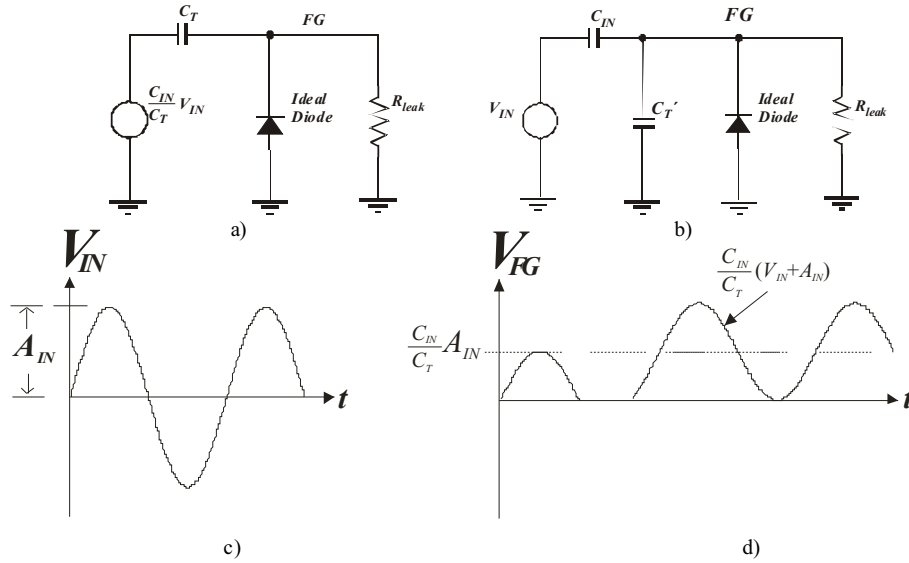 C_T
FG
C_IN/C_T V_IN
Ideal
Diode
R_leak
a)
C_IN
FG
V_IN
C_T′
Ideal
Diode
R_leak
b)
V_IN
A_IN
t
c)
V_FG
C_IN/C_T (V_IN+A_IN)
C_IN/C_T A_IN
t
d)